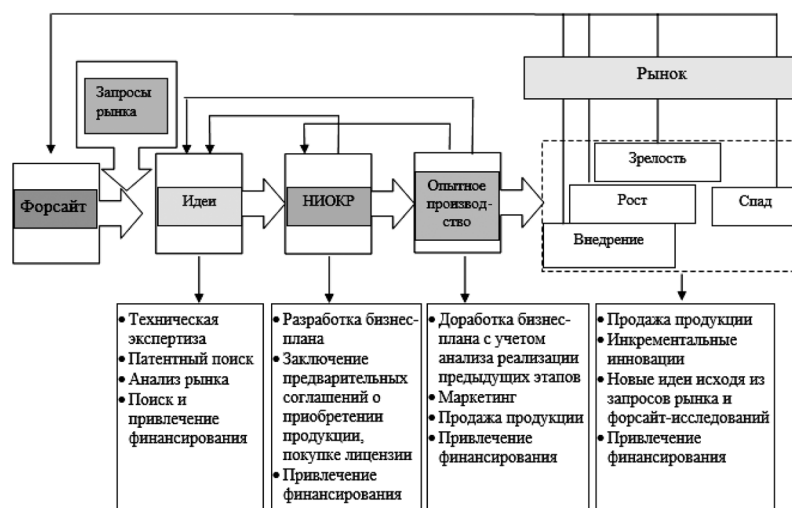 Рынок
Запросы
рынка
Форсайт
Идеи
НИОКР
Опытное
производ-
ство
Зрелость
Рост
Спад
Внедрение
• Техническая
экспертиза
• Патентный поиск
• Анализ рынка
• Поиск и
привлечение
финансирования
• Разработка бизнес-
плана
• Заключение
предварительных
соглашений о
приобретении
продукции,
покупке лицензии
• Привлечение
финансирования
• Доработка бизнес-
плана с учетом
анализа реализации
предыдущих этапов
• Маркетинг
• Продажа продукции
• Привлечение
финансирования
• Продажа продукции
• Инкрементальные
инновации
• Новые идеи исходя из
запросов рынка и
форсайт-исследований
• Привлечение
финансирования